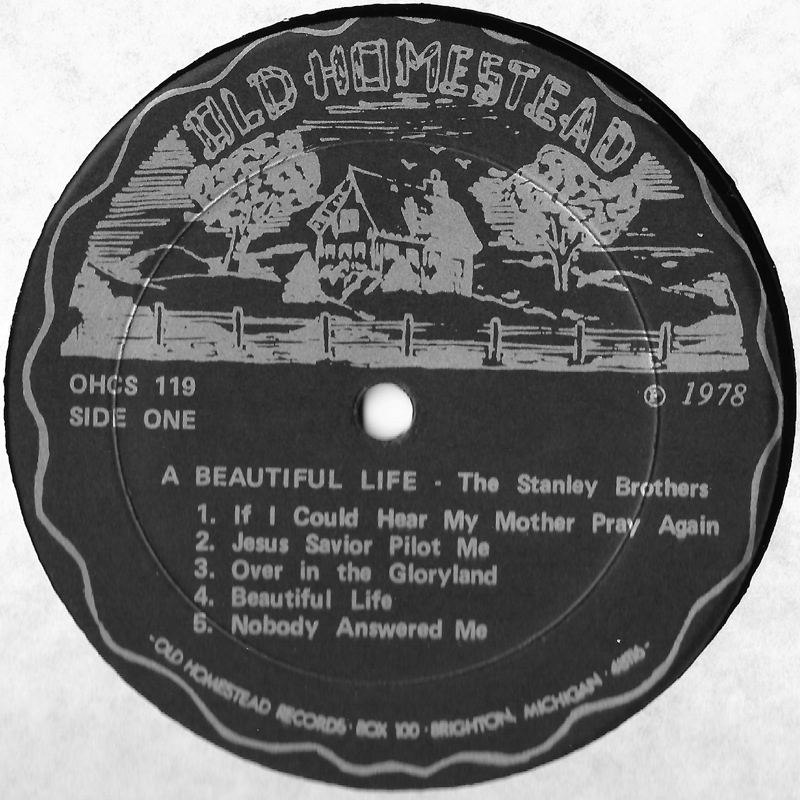 OLD HOMESTEAD
OHCS 119
SIDE ONE
℗ 1978
A BEAUTIFUL LIFE - The Stanley Brothers
1. If I Could Hear My Mother Pray Again
2. Jesus Savior Pilot Me
3. Over in the Gloryland
4. Beautiful Life
5. Nobody Answered Me
-OLD HOMESTEAD RECORDS · BOX 100 · BRIGHTON, MICHIGAN · 48116-